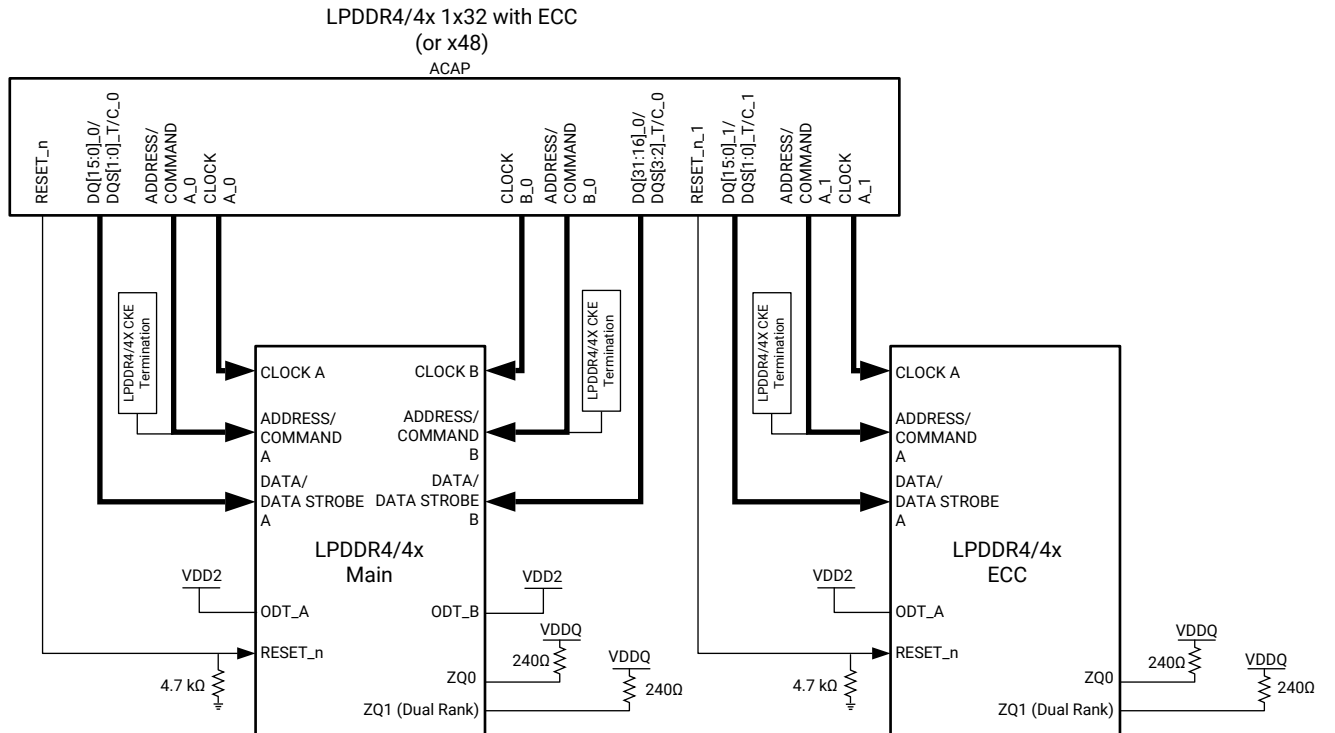 LPDDR4/4x 1x32 with ECC
(or x48)
ACAP
RESET_n
DQ[15:0]_0/
DQS[1:0]_T/C_0
ADDRESS/
COMMAND
A_0
CLOCK
A_0
CLOCK
B_0
ADDRESS/
COMMAND
B_0
DQ[31:16]_0/
DQS[3:2]_T/C_0
RESET_n_1
DQ[15:0]_1/
DQS[1:0]_T/C_1
ADDRESS/
COMMAND
A_1
CLOCK
A_1
LPDDR4/4X CKE
Termination
LPDDR4/4X CKE
Termination
LPDDR4/4X CKE
Termination
CLOCK A
ADDRESS/
COMMAND
A
DATA/
DATA STROBE
A
CLOCK B
ADDRESS/
COMMAND
B
DATA/
DATA STROBE
B
LPDDR4/4x
Main
VDD2
ODT_A
VDD2
ODT_B
RESET_n
4.7 kΩ
VDDQ
240Ω
ZQ0
VDDQ
240Ω
ZQ1 (Dual Rank)
CLOCK A
ADDRESS/
COMMAND
A
DATA/
DATA STROBE
A
LPDDR4/4x
ECC
VDD2
ODT_A
RESET_n
4.7 kΩ
VDDQ
240Ω
ZQ0
VDDQ
240Ω
ZQ1 (Dual Rank)